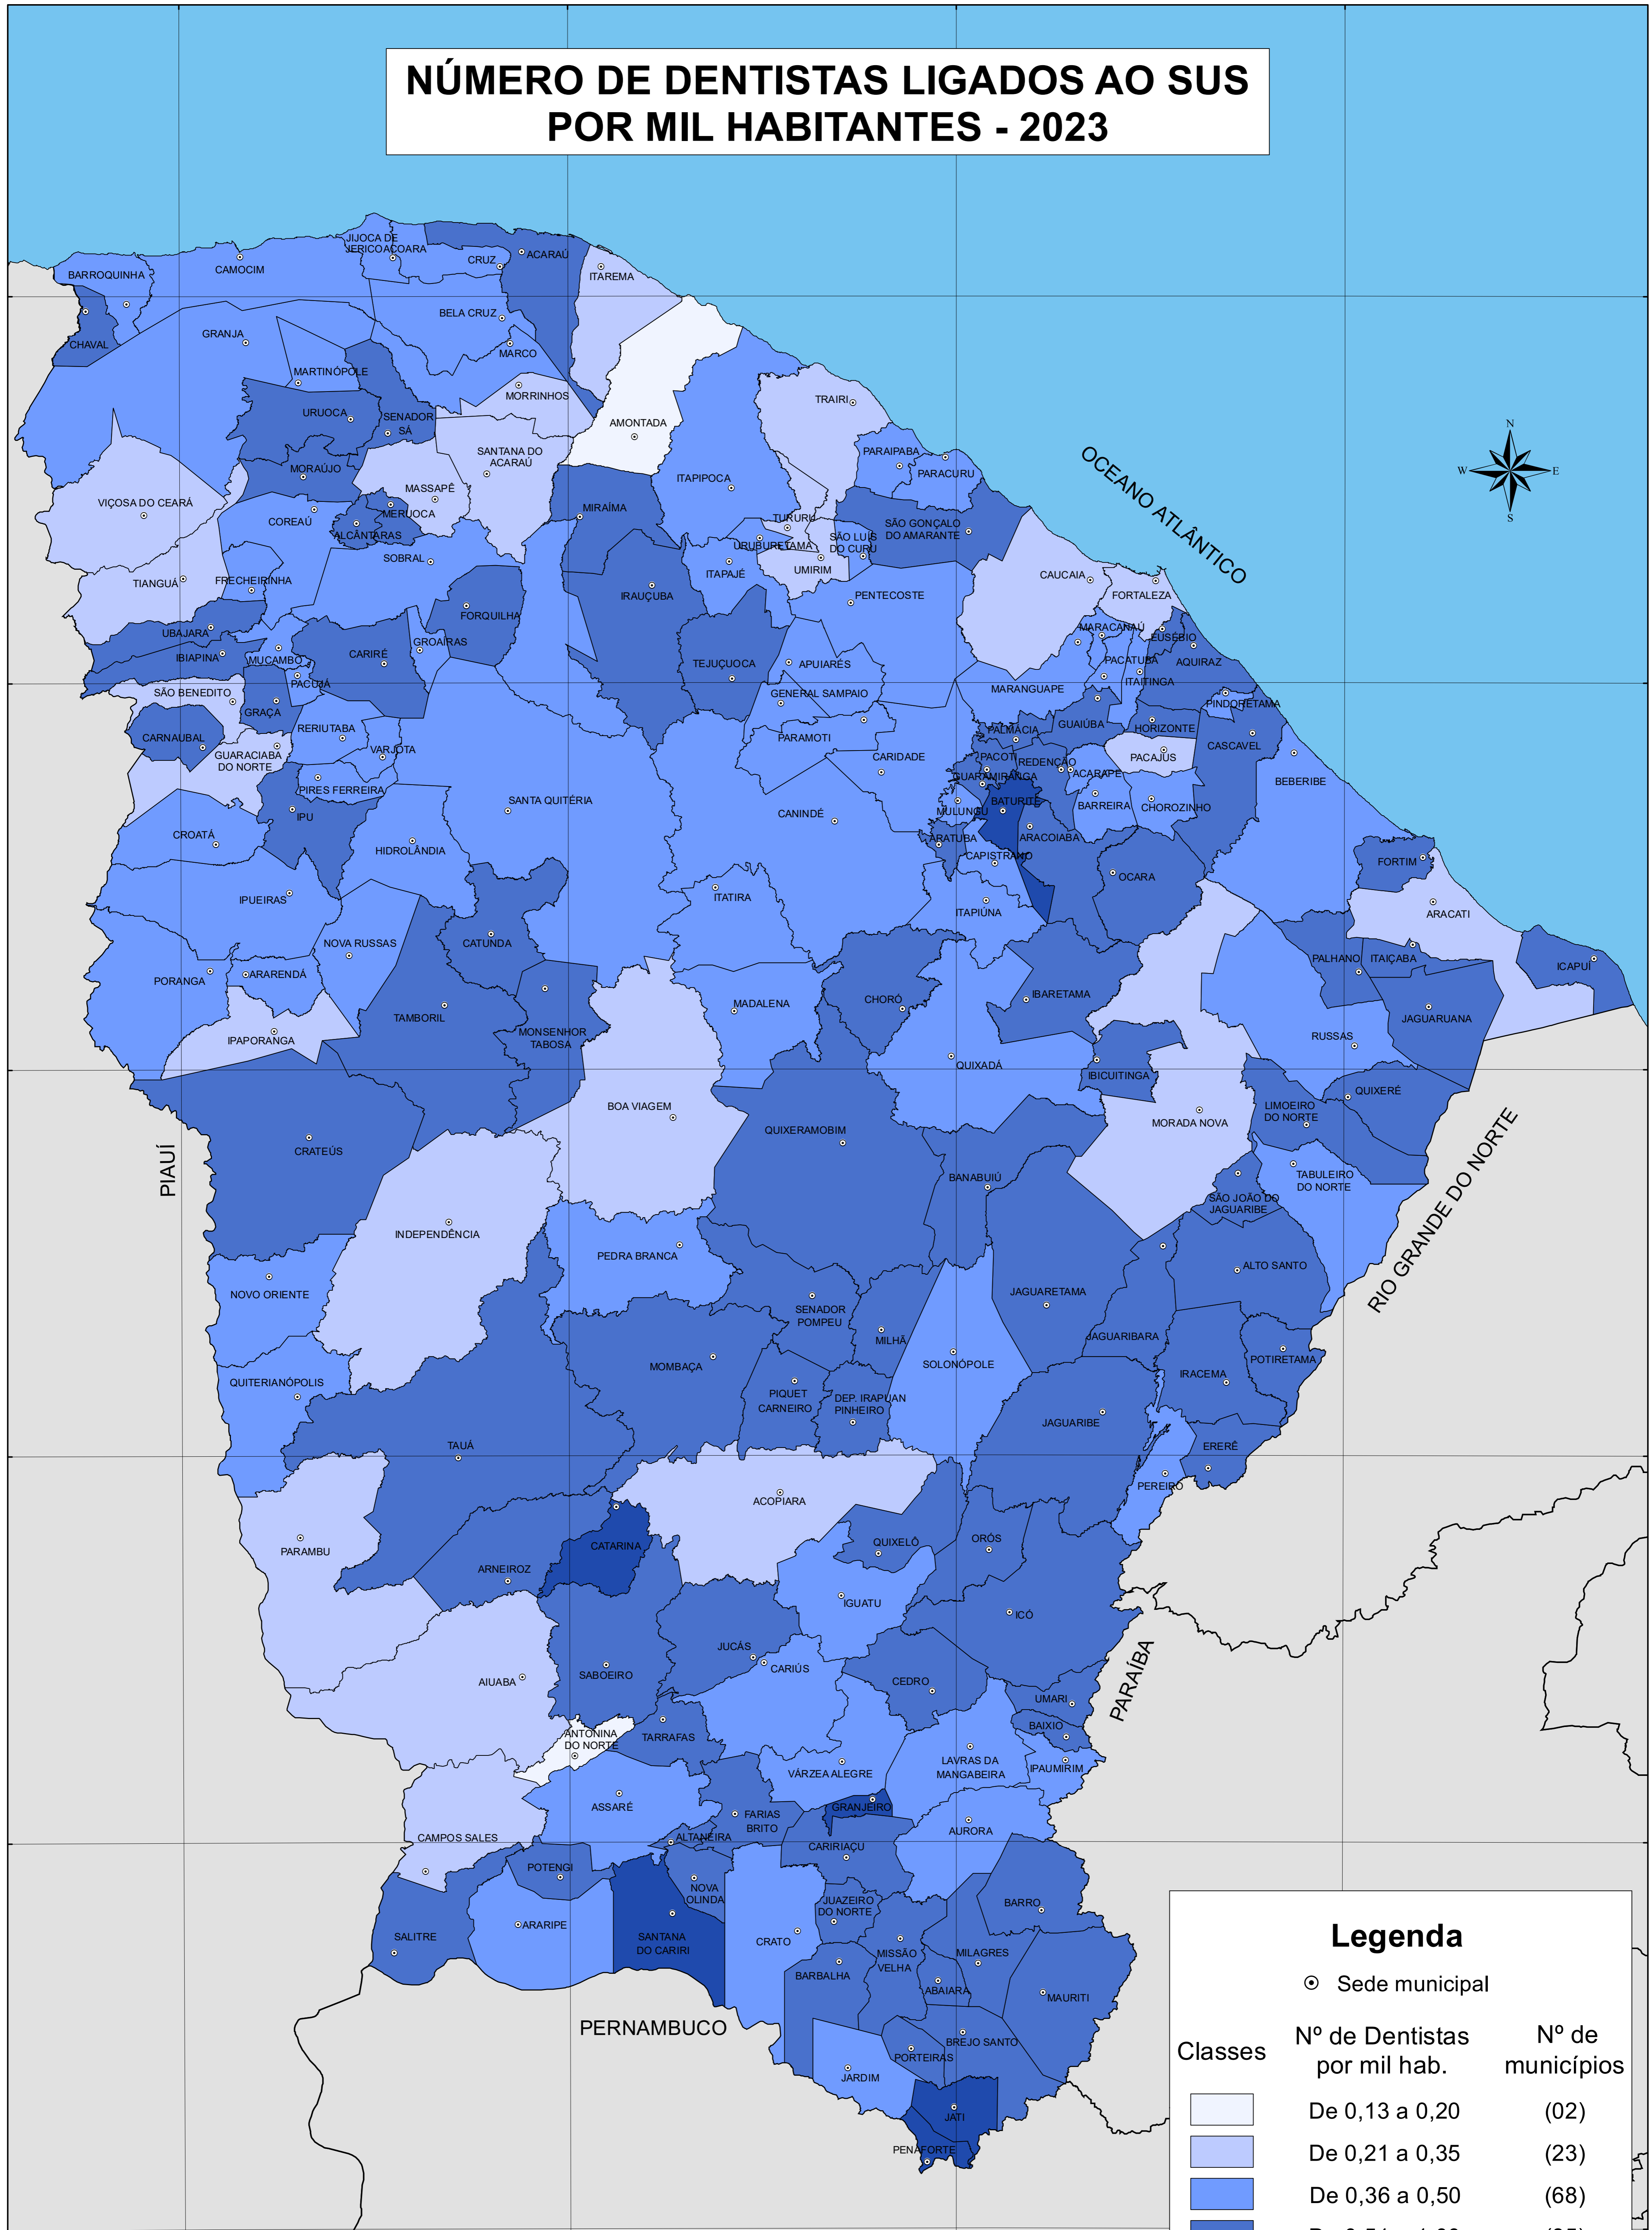 NÚMERO DE DENTISTAS LIGADOS AO SUS
POR MIL HABITANTES - 2023
JIJOCA DE
JERICOACOARA
CRUZ
ACARAÚ
ITAREMA
BARROQUINHA
CAMOCIM
CHAVAL
GRANJA
BELA CRUZ
MARCO
MARTINÓPOLE
MORRINHOS
URUOCA
SENADOR
SÁ
AMONTADA
TRAIRI
N
W
E
S
OCEANO ATLÂNTICO
SANTANA DO
ACARAÚ
MORAÚJO
MASSAPÊ
ITAPIPOCA
PARAIPABA
PARACURU
VIÇOSA DO CEARÁ
COREAÚ
MERUOCA
ALCÂNTARAS
MIRAÍMA
TURURU
SÃO GONÇALO
DO AMARANTE
SÃO LUÍS
DO CURU
URUBURETAMA
UMIRIM
SOBRAL
TIANGUÁ
FRECHEIRINHA
ITAPAJÉ
IRAUÇUBA
PENTECOSTE
CAUCAIA
FORTALEZA
FORQUILHA
UBAJARA
IBIAPINA
MUCAMBO
CARIRÉ
GROAÍRAS
TEJUÇUOCA
APUIARÉS
MARACANAÚ
EUSÉBIO
PACATUBA
AQUIRAZ
ITAITINGA
PACUJÁ
SÃO BENEDITO
GRAÇA
GENERAL SAMPAIO
MARANGUAPE
PINDORETAMA
CARNAUBAL
RERIUTABA
VARJOTA
GUARACIABA
DO NORTE
PARAMOTI
CARIDADE
PALMÁCIA
GUAIÚBA
HORIZONTE
CASCAVEL
PACOTI
REDENÇÃO
PACAJUS
GUARAMIRANGA
ACARAPE
BEBERIBE
PIRES FERREIRA
IPU
SANTA QUITÉRIA
CANINDÉ
MULUNGU
BATURITÉ
BARREIRA
CHOROZINHO
CROATÁ
HIDROLÂNDIA
ARATUBA
ARACOIABA
CAPISTRANO
OCARA
FORTIM
IPUEIRAS
ITATIRA
ITAPIÚNA
ARACATI
NOVA RUSSAS
CATUNDA
PORANGA
ARARENDÁ
PALHANO
ITAIÇABA
ICAPUÍ
TAMBORIL
MONSENHOR
TABOSA
MADALENA
CHORÓ
IBARETAMA
JAGUARUANA
IPAPORANGA
RUSSAS
QUIXADÁ
IBICUITINGA
QUIXERÉ
BOA VIAGEM
QUIXERAMOBIM
MORADA NOVA
LIMOEIRO
DO NORTE
CRATEÚS
PIAUÍ
BANABUIÚ
TABULEIRO
DO NORTE
SÃO JOÃO DO
JAGUARIBE
RIO GRANDE DO NORTE
INDEPENDÊNCIA
PEDRA BRANCA
ALTO SANTO
NOVO ORIENTE
SENADOR
POMPEU
JAGUARETAMA
MILHÃ
JAGUARIBARA
MOMBAÇA
SOLONÓPOLE
POTIRETAMA
IRACEMA
QUITERIANÓPOLIS
PIQUET
CARNEIRO
DEP. IRAPUAN
PINHEIRO
JAGUARIBE
TAUÁ
ERERÊ
PEREIRO
ACOPIARA
PARAMBU
CATARINA
QUIXELÔ
ORÓS
ARNEIROZ
IGUATU
ICÓ
JUCÁS
CARIÚS
SABOEIRO
AIUABA
CEDRO
PARAÍBA
UMARI
BAIXIO
ANTONINA
DO NORTE
TARRAFAS
LAVRAS DA
MANGABEIRA
IPAUMIRIM
VÁRZEA ALEGRE
ASSARÉ
GRANJEIRO
FARIAS
BRITO
AURORA
CAMPOS SALES
ALTANEIRA
CARIRIAÇU
POTENGI
NOVA
OLINDA
JUAZEIRO
DO NORTE
BARRO
ARARIPE
SALITRE
SANTANA
DO CARIRI
CRATO
MISSÃO
VELHA
MILAGRES
BARBALHA
ABAIARA
MAURITI
PERNAMBUCO
BREJO SANTO
PORTEIRAS
JARDIM
JATI
PENAFORTE
Legenda
Sede municipal
Classes
Nº de Dentistas
por mil hab.
Nº de
municípios
De 0,13 a 0,20 (02)
De 0,21 a 0,35 (23)
De 0,36 a 0,50 (68)